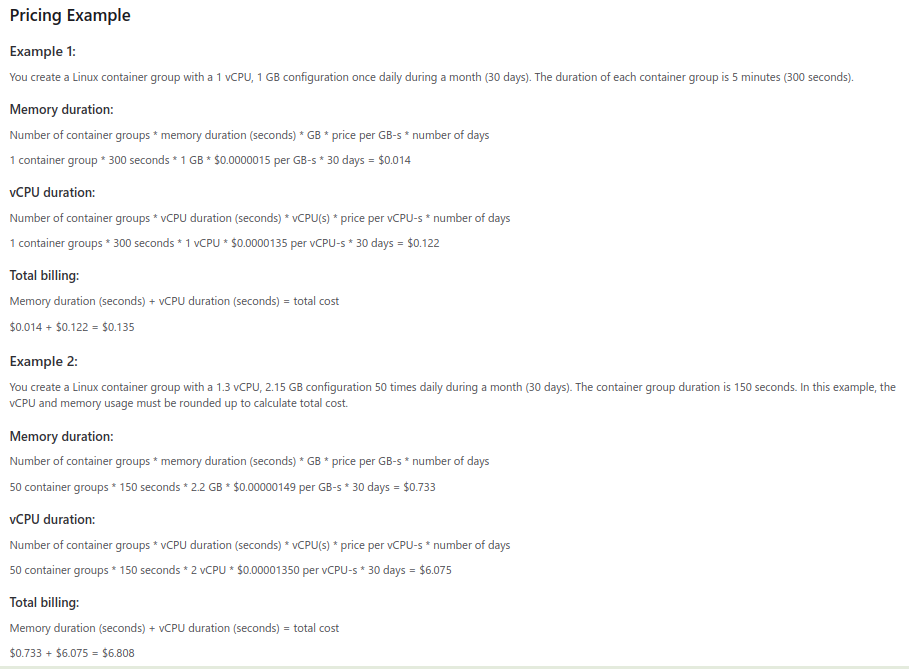 Pricing Example
Example 1:
You create a Linux container group with a 1 vCPU, 1 GB configuration once daily during a month (30 days). The duration of each container group is 5 minutes (300 seconds).
Memory duration:
Number of container groups * memory duration (seconds) * GB * price per GB-s * number of days
1 container group * 300 seconds * 1 GB * $0.0000015 per GB-s * 30 days = $0.014
vCPU duration:
Number of container groups * vCPU duration (seconds) * vCPU(s) * price per vCPU-s * number of days
1 container groups * 300 seconds * 1 vCPU * $0.0000135 per vCPU-s * 30 days = $0.122
Total billing:
Memory duration (seconds) + vCPU duration (seconds) = total cost
$0.014 + $0.122 = $0.135
Example 2:
You create a Linux container group with a 1.3 vCPU, 2.15 GB configuration 50 times daily during a month (30 days). The container group duration is 150 seconds. In this example, the
vCPU and memory usage must be rounded up to calculate total cost.
Memory duration:
Number of container groups * memory duration (seconds) * GB * price per GB-s * number of days
50 container groups * 150 seconds * 2.2 GB * $0.00000149 per GB-s * 30 days = $0.733
vCPU duration:
Number of container groups * vCPU duration (seconds) * vCPU(s) * price per vCPU-s * number of days
50 container groups * 150 seconds * 2 vCPU * $0.00001350 per vCPU-s * 30 days = $6.075
Total billing:
Memory duration (seconds) + vCPU duration (seconds) = total cost
$0.733 + $6.075 = $6.808